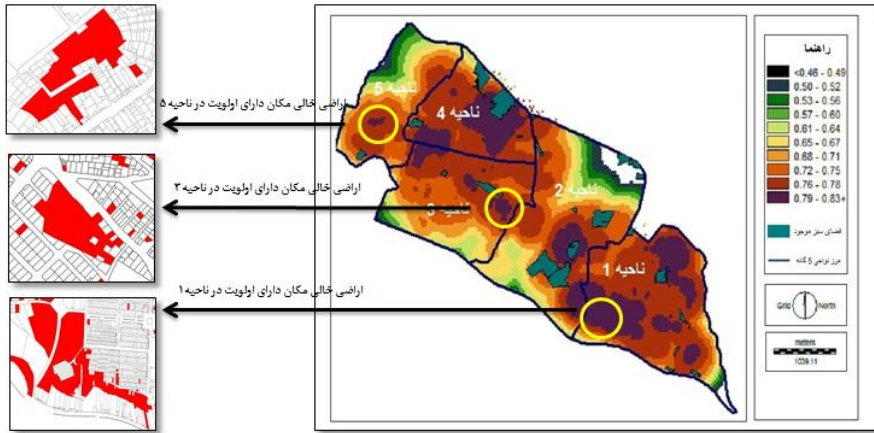 اراضی خالی مکان دارای اولویت در ناحیه ۵
اراضی خالی مکان دارای اولویت در ناحیه ۳
اراضی خالی مکان دارای اولویت در ناحیه ۱
ناحیه 5
ناحیه 4
ناحیه 2
ناحیه 3
ناحیه 1
راهنما
<0.46 - 0.49
0.50 - 0.52
0.53 - 0.56
0.57 - 0.60
0.61 - 0.64
0.65 - 0.67
0.68 - 0.71
0.72 - 0.75
0.76 - 0.78
0.79 - 0.83+
فضای سبز موجود
مرز نواحی 5 گانه
Grid North
meters
1039.11